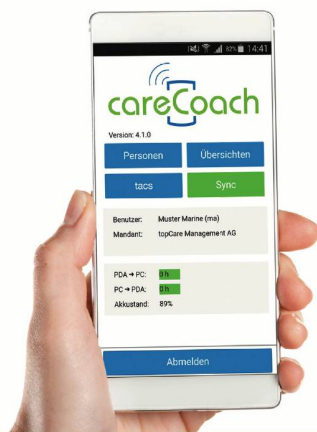 82% 14:41
careCoach
Version: 4.1.0
Personen Übersichten
tacs Sync
Benutzer: Muster Marine (ma)
Mandant: topCare Management AG
PDA → PC: 0 h
PC → PDA: 0 h
Akkustand: 89%
Abmelden